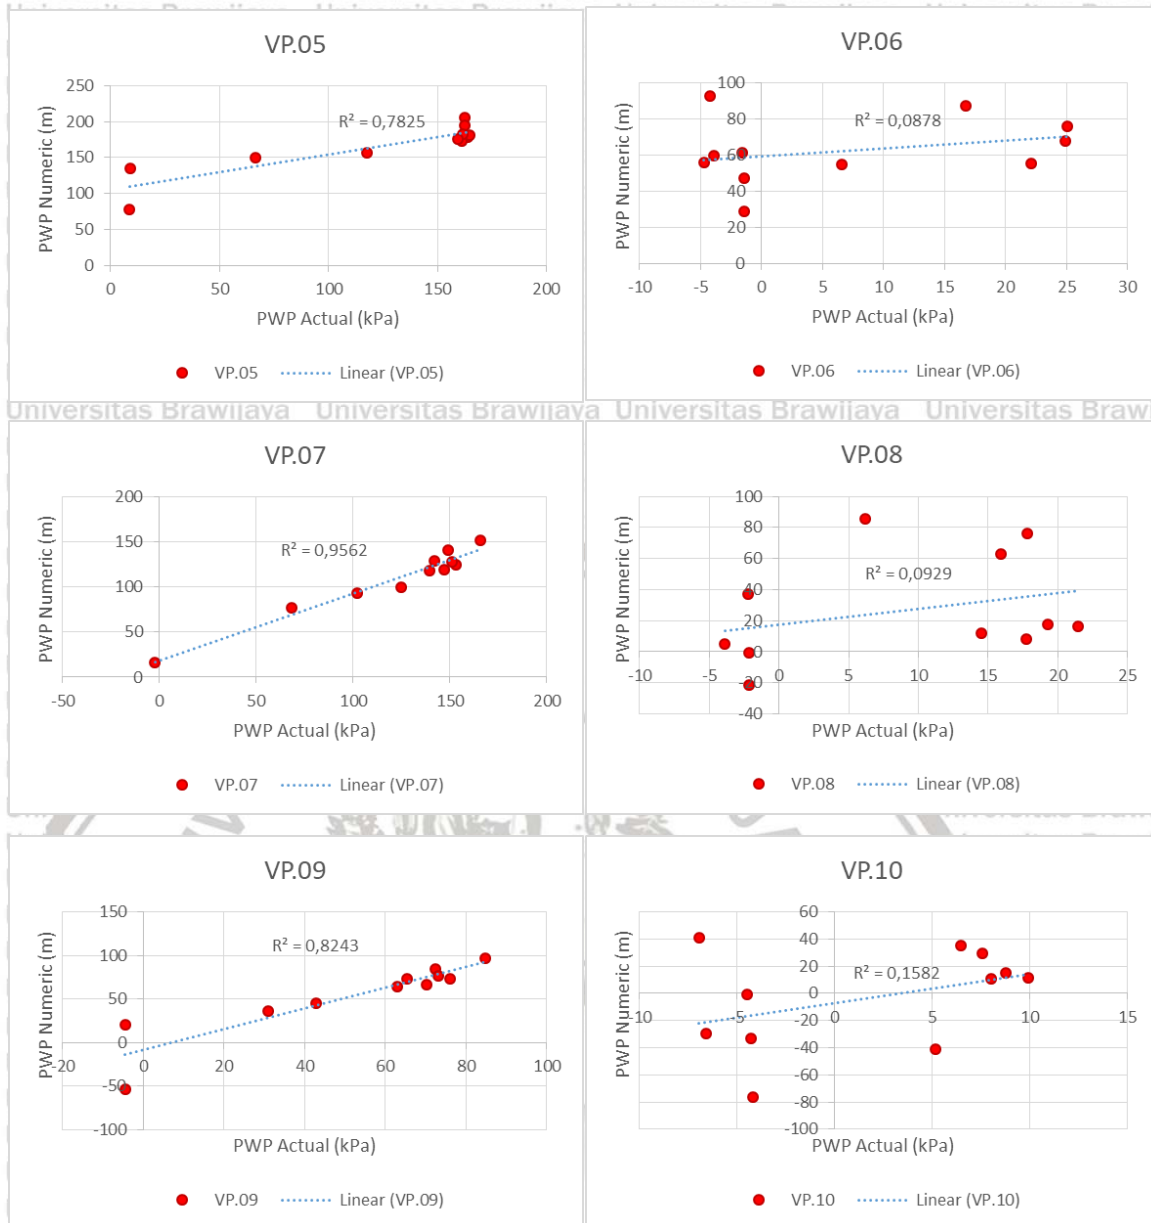 Universitas Brawijaya Universitas Brawijaya Universitas Brawijaya Universitas Braw
VP.05
PWP Numeric (m)
250
200
150
100
50
0
R² = 0,7825
0 50 100 150 200
PWP Actual (kPa)
VP.05 Linear (VP.05)
VP.06
PWP Numeric (m)
100
80
60
40
20
0
R² = 0,0878
-10 -5 0 5 10 15 20 25 30
PWP Actual (kPa)
VP.06 Linear (VP.06)
Universitas Brawijaya Universitas Brawijaya Universitas Brawijaya Universitas Braw
VP.07
PWP Numeric (m)
200
150
100
50
0
R² = 0,9562
-50 0 50 100 150 200
PWP Actual (kPa)
VP.07 Linear (VP.07)
VP.08
PWP Numeric (m)
100
80
60
40
20
0
-20
-40
R² = 0,0929
-10 -5 0 5 10 15 20 25
PWP Actual (kPa)
VP.08 Linear (VP.08)
VP.09
PWP Numeric (m)
150
100
50
0
-50
-100
R² = 0,8243
-20 0 20 40 60 80 100
PWP Actual (kPa)
VP.09 Linear (VP.09)
VP.10
PWP Numeric (m)
60
40
20
0
-20
-40
-60
-80
-100
R² = 0,1582
-10 -5 0 5 10 15
PWP Actual (kPa)
VP.10 Linear (VP.10)